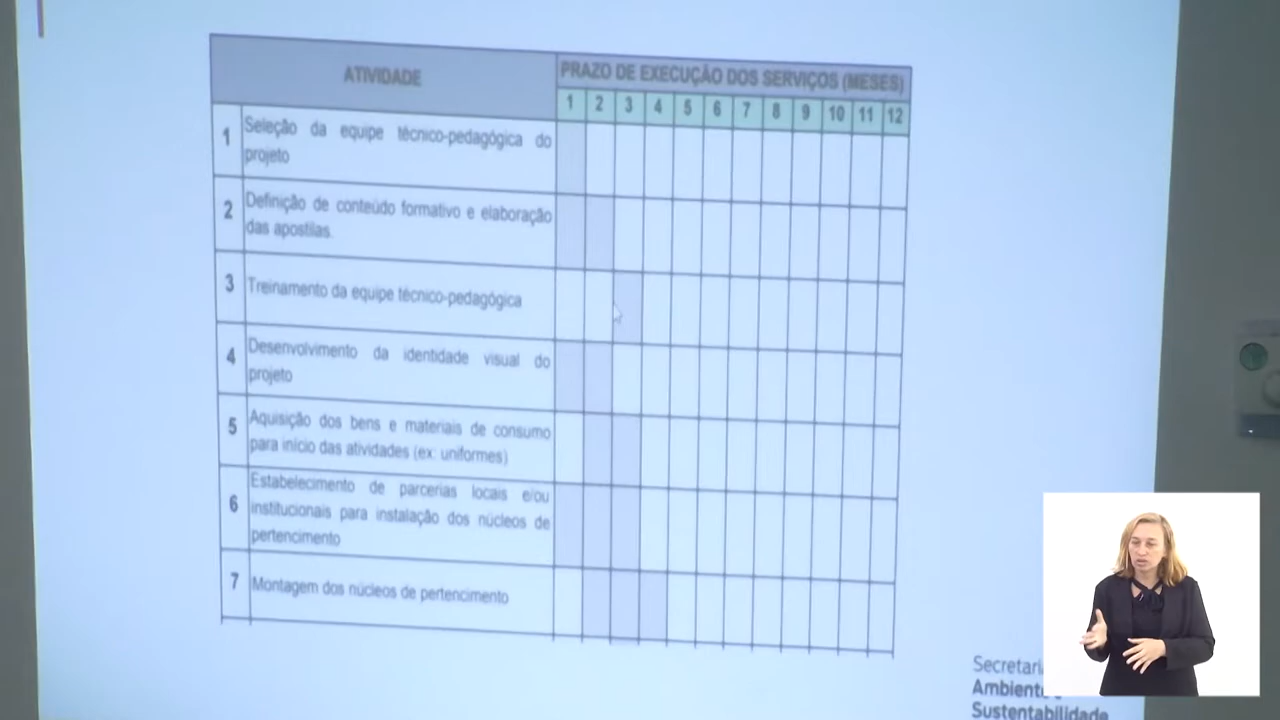 ATIVIDADE
PRAZO DE EXECUÇÃO DOS SERVIÇOS (MESES)
1 2 3 4 5 6 7 8 9 10 11 12
1
Seleção da equipe técnico-pedagógica do
projeto
2
Definição de conteúdo formativo e elaboração
das apostilas.
3
Treinamento da equipe técnico-pedagógica
4
Desenvolvimento da identidade visual do
projeto
5
Aquisição dos bens e materiais de consumo
para início das atividades (ex: uniformes)
6
Estabelecimento de parcerias locais e/ou
institucionais para instalação dos núcleos de
pertencimento
7
Montagem dos núcleos de pertencimento
Ambiente
Sustentabilidade